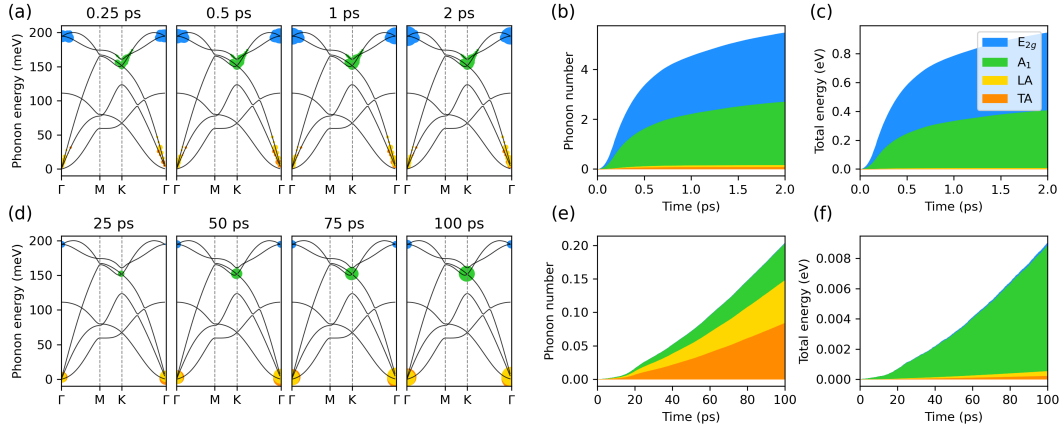 (a)
0.25 ps
0.5 ps
1 ps
2 ps
Phonon energy (meV)
200
150
100
50
0
Γ M K Γ
Γ M K Γ
Γ M K Γ
Γ M K Γ
(b)
Phonon number
4
2
0
0.0 0.5 1.0 1.5 2.0
Time (ps)
(c)
Total energy (eV)
0.8
0.6
0.4
0.2
0.0
0.0 0.5 1.0 1.5 2.0
Time (ps)
E2g
A1
LA
TA
(d)
25 ps
50 ps
75 ps
100 ps
Phonon energy (meV)
200
150
100
50
0
Γ M K Γ
Γ M K Γ
Γ M K Γ
Γ M K Γ
(e)
Phonon number
0.20
0.15
0.10
0.05
0.00
0 20 40 60 80 100
Time (ps)
(f)
Total energy (eV)
0.008
0.006
0.004
0.002
0.000
0 20 40 60 80 100
Time (ps)